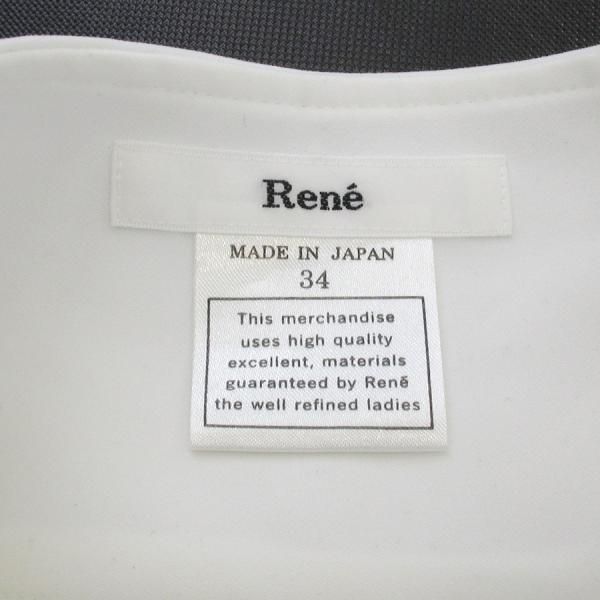 René
MADE IN JAPAN
34
This merchandise
uses high quality
excellent, materials
guaranteed by René
the well refined ladies